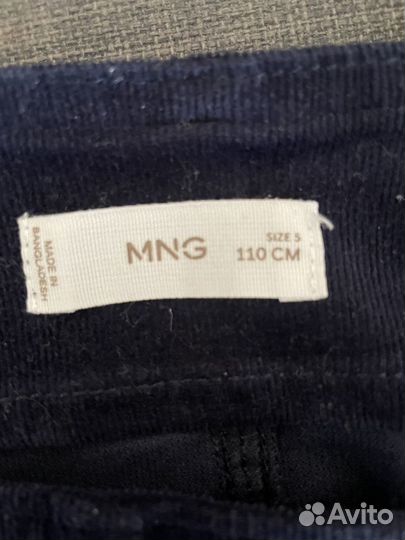 MADE IN
BANGLADESH
MNG
SIZE 5
110 CM
Avito